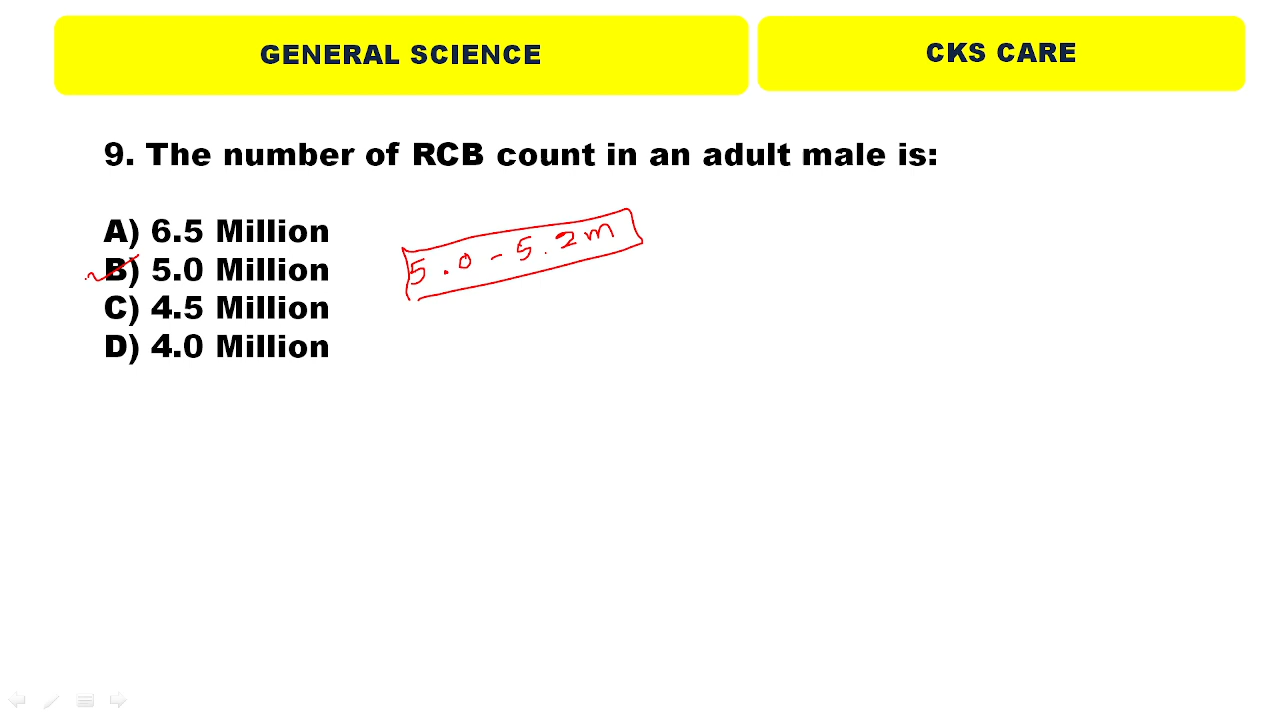 GENERAL SCIENCE
CKS CARE
9. The number of RCB count in an adult male is:
A) 6.5 Million
B) 5.0 Million
C) 4.5 Million
D) 4.0 Million
5.0 - 5.2m